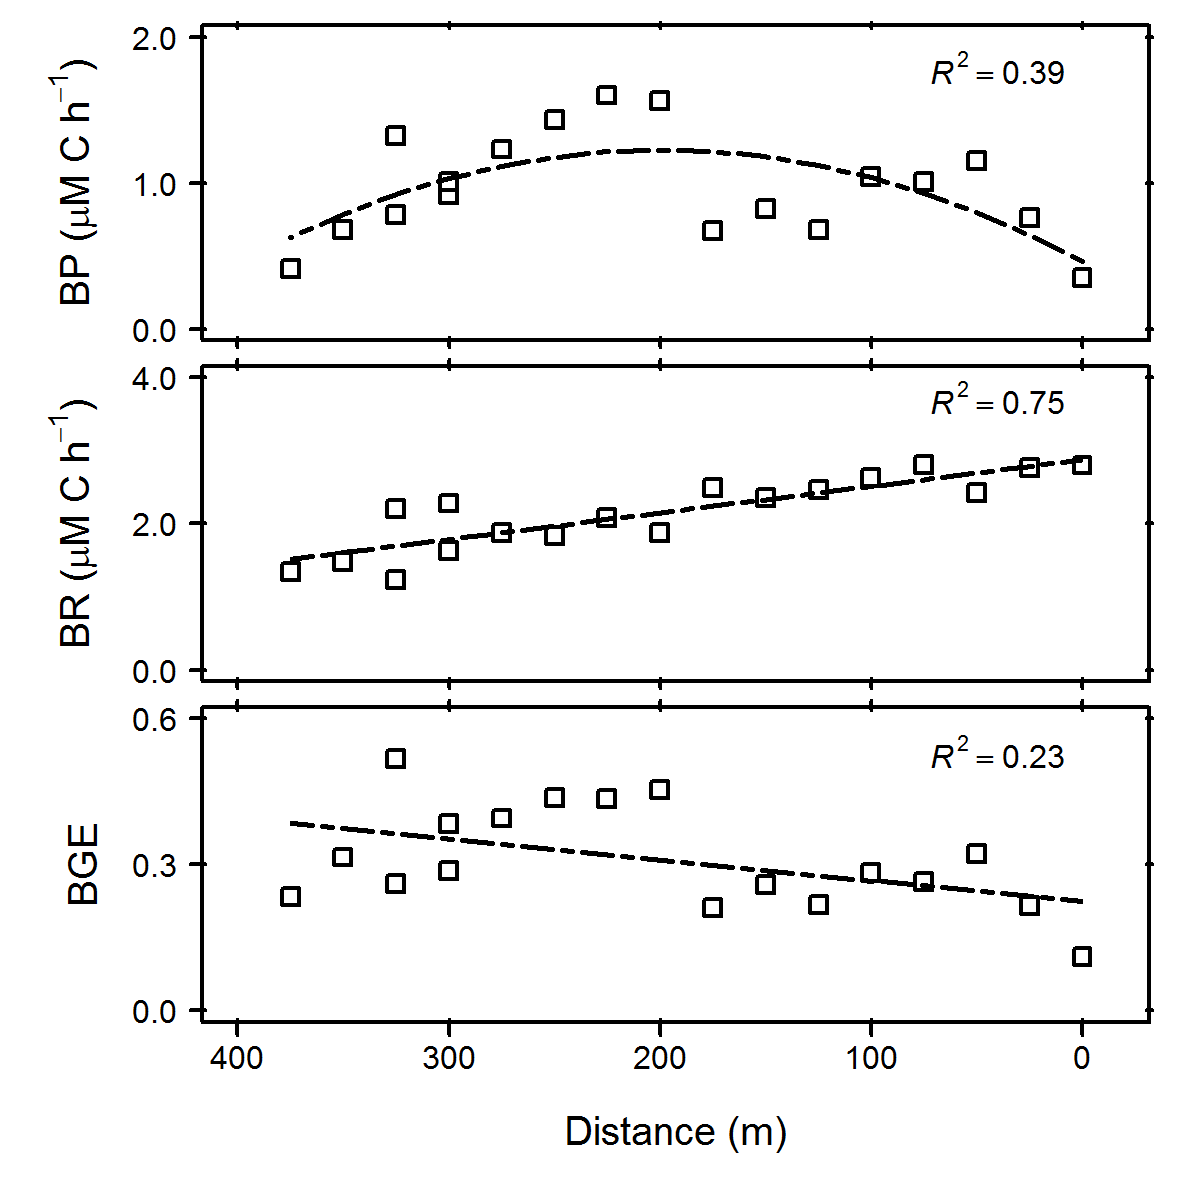 2.0
1.0
0.0
BP (μM C h⁻¹)
R² = 0.39
4.0
2.0
0.0
BR (μM C h⁻¹)
R² = 0.75
0.6
0.3
0.0
BGE
R² = 0.23
400 300 200 100 0
Distance (m)